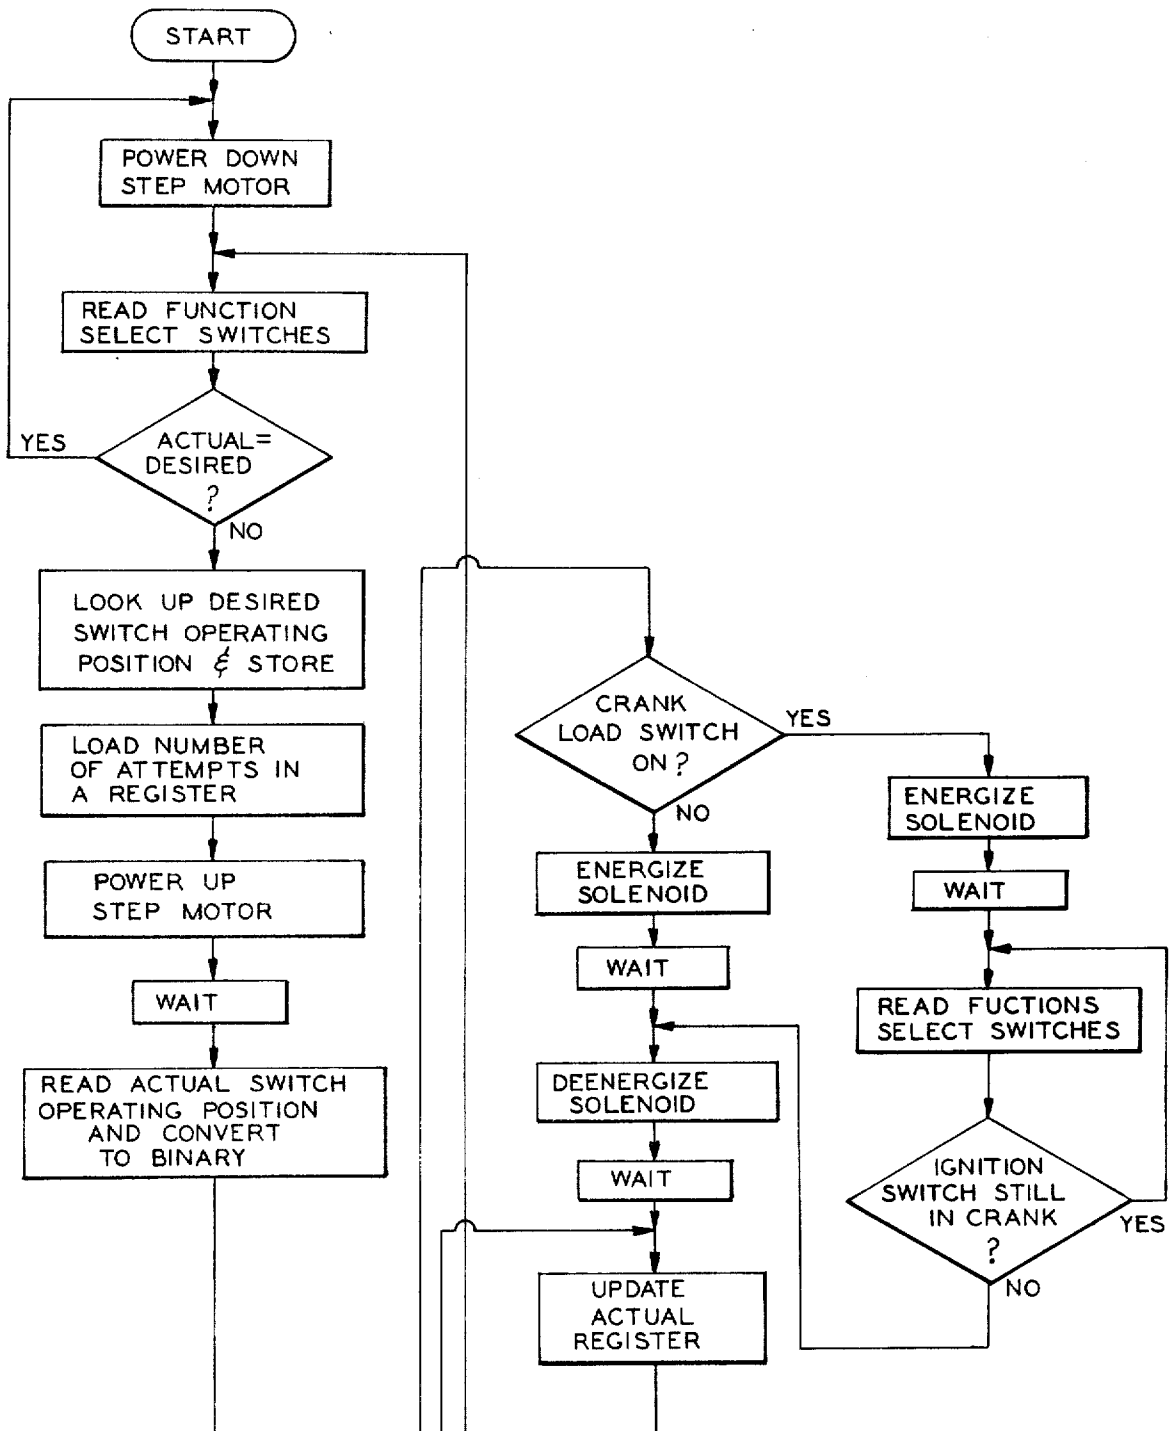 START
POWER DOWN
STEP MOTOR
READ FUNCTION
SELECT SWITCHES
YES
ACTUAL=
DESIRED
?
NO
LOOK UP DESIRED
SWITCH OPERATING
POSITION & STORE
LOAD NUMBER
OF ATTEMPTS IN
A REGISTER
POWER UP
STEP MOTOR
WAIT
READ ACTUAL SWITCH
OPERATING POSITION
AND CONVERT
TO BINARY
CRANK
LOAD SWITCH
ON?
YES
NO
ENERGIZE
SOLENOID
WAIT
DEENERGIZE
SOLENOID
WAIT
UPDATE
ACTUAL
REGISTER
ENERGIZE
SOLENOID
WAIT
READ FUCTIONS
SELECT SWITCHES
IGNITION
SWITCH STILL
IN CRANK
?
YES
NO